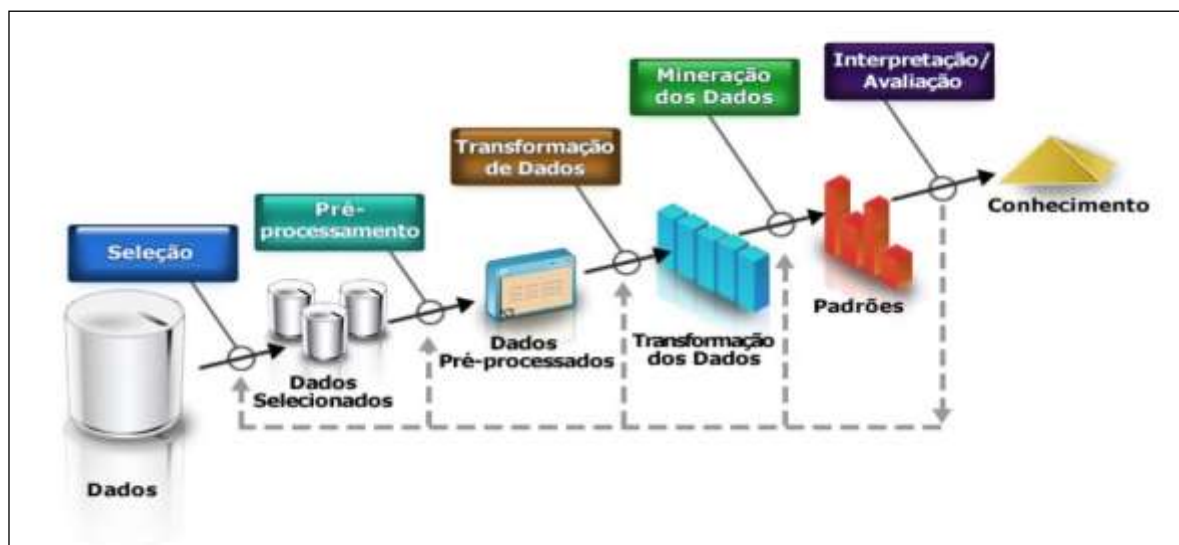 Interpretação/
Avaliação
Mineração
dos Dados
Transformação
de Dados
Pré-
processamento
Seleção
Conhecimento
Padrões
Transformação
dos Dados
Dados
Pré-processados
Dados
Selecionados
Dados